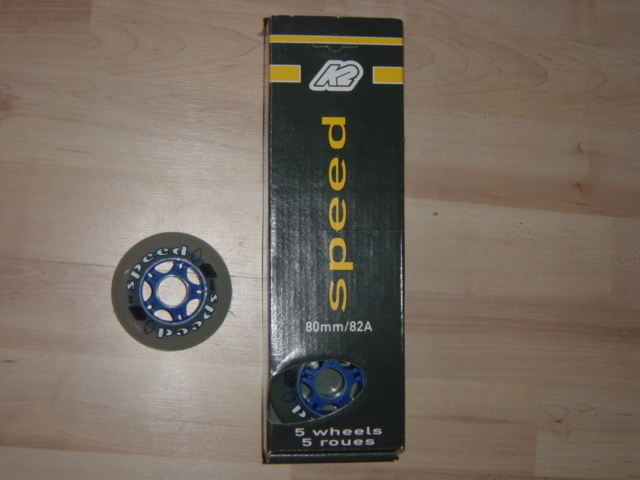 K2
speed
80mm/82A
5 wheels
5 roues
speed
speed